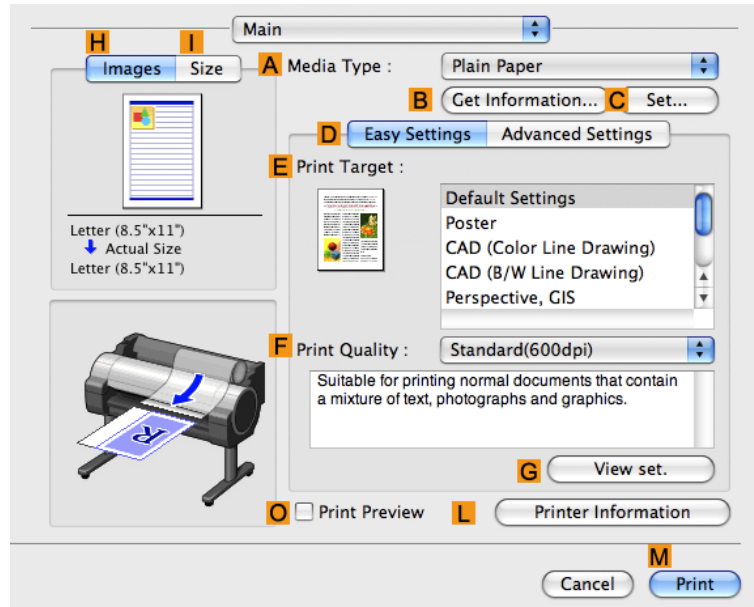 Main
H I
Images Size
A Media Type : Plain Paper
B Get Information... C Set...
D Easy Settings Advanced Settings
E Print Target :
Default Settings
Poster
CAD (Color Line Drawing)
CAD (B/W Line Drawing)
Perspective, GIS
Letter (8.5"x11")
Actual Size
Letter (8.5"x11")
F Print Quality : Standard(600dpi)
Suitable for printing normal documents that contain
a mixture of text, photographs and graphics.
R
G View set.
O Print Preview L Printer Information
M
Cancel Print